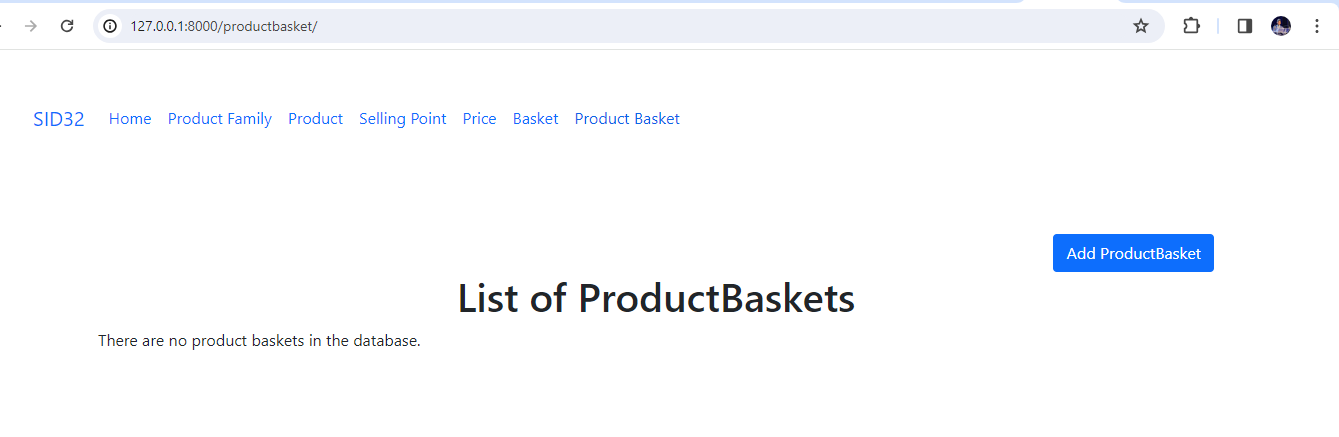 127.0.0.1:8000/productbasket/
SID32 Home Product Family Product Selling Point Price Basket Product Basket
Add ProductBasket
List of ProductBaskets
There are no product baskets in the database.